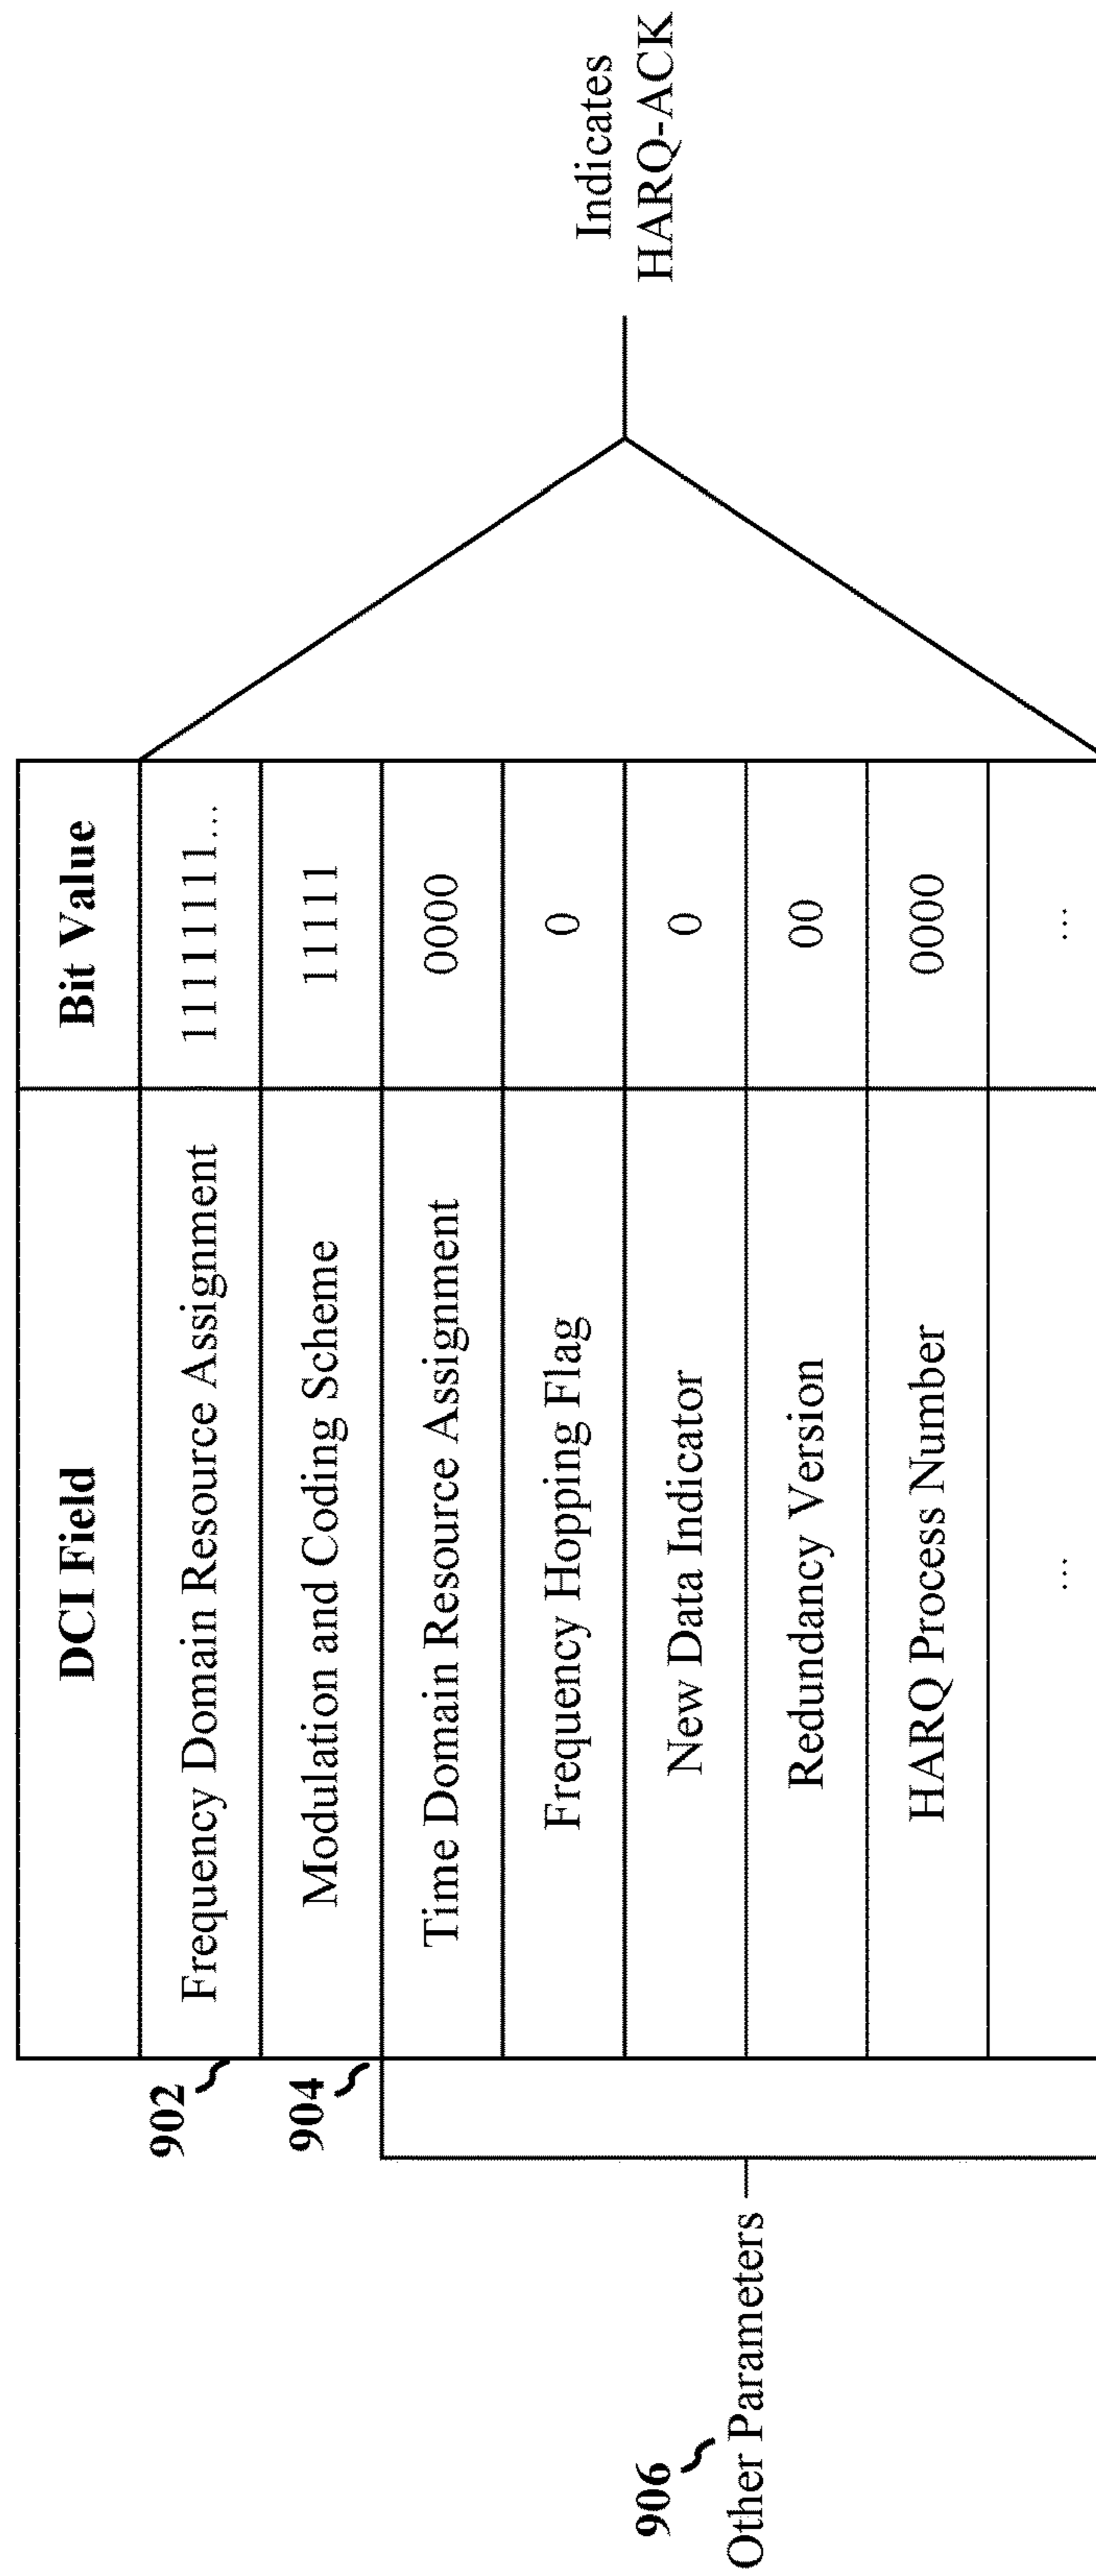 DCI Field Bit Value
902 Frequency Domain Resource Assignment 11111111...
904 Modulation and Coding Scheme 11111
Time Domain Resource Assignment 0000
Frequency Hopping Flag 0
New Data Indicator 0
Redundancy Version 00
HARQ Process Number 0000
... ...
906
Other Parameters
Indicates
HARQ-ACK